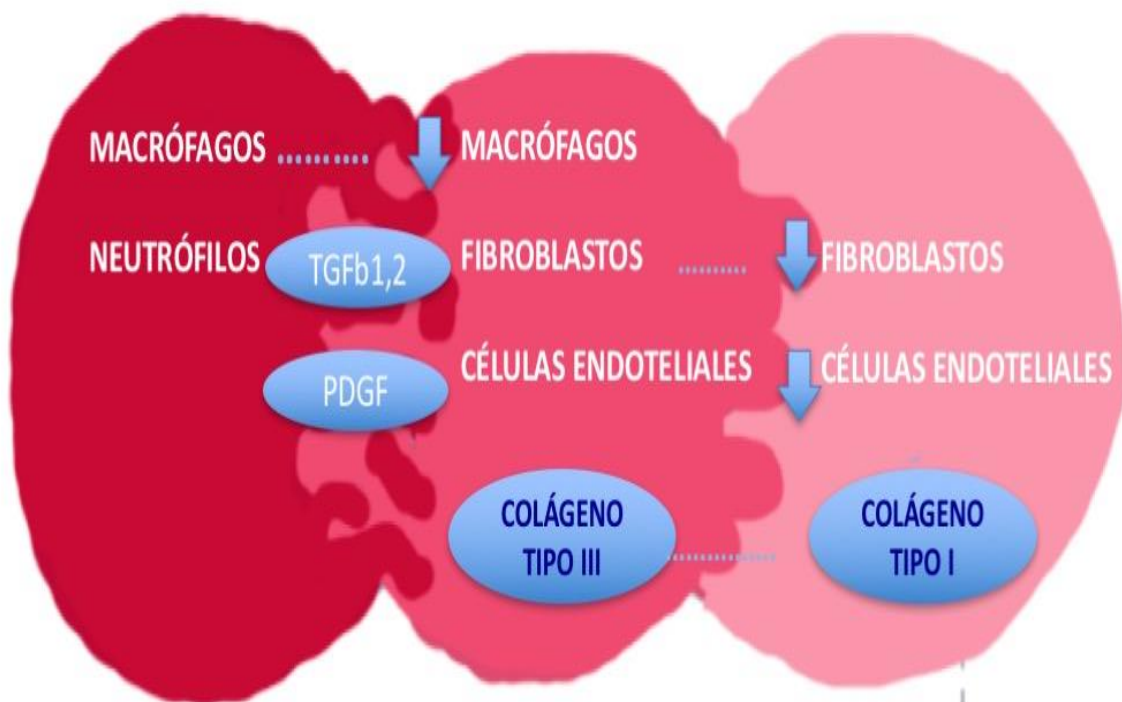 MACRÓFAGOS
MACRÓFAGOS
NEUTRÓFILOS
TGFb1,2
FIBROBLASTOS
FIBROBLASTOS
PDGF
CÉLULAS ENDOTELIALES
CÉLULAS ENDOTELIALES
COLÁGENO
TIPO III
COLÁGENO
TIPO I